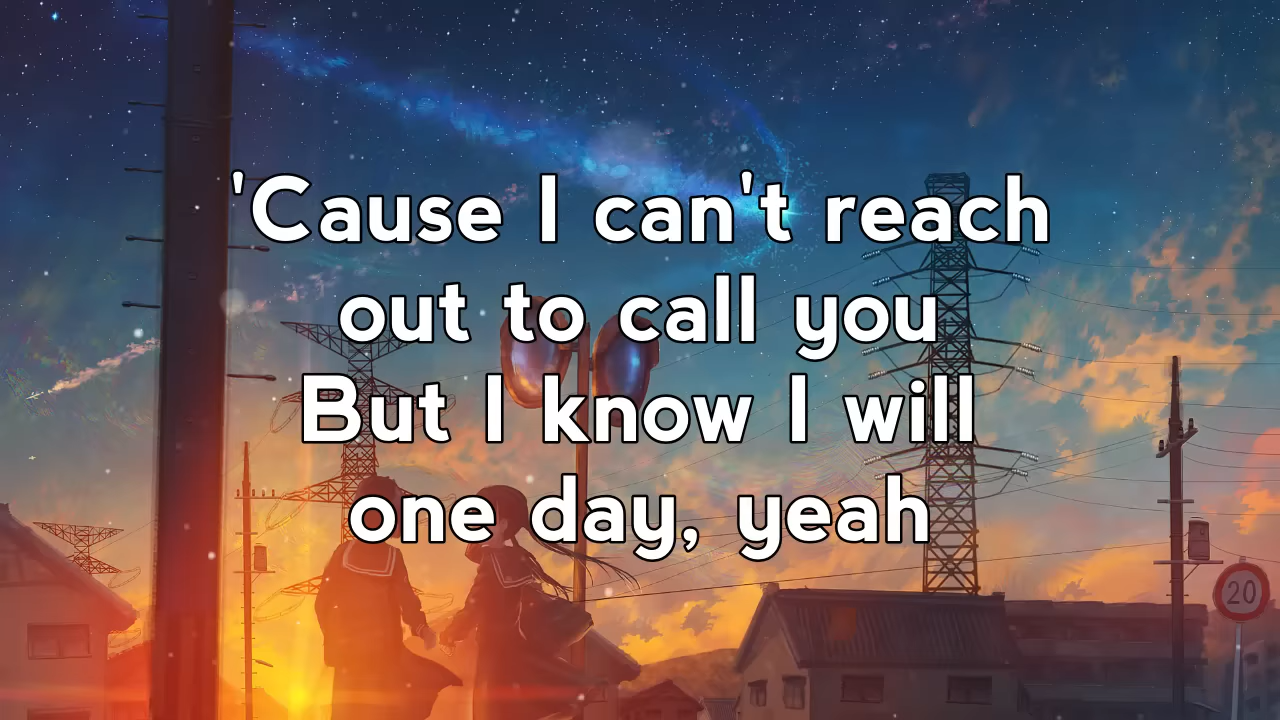 'Cause I can't reach
out to call you
But I know I will
one day, yeah
20